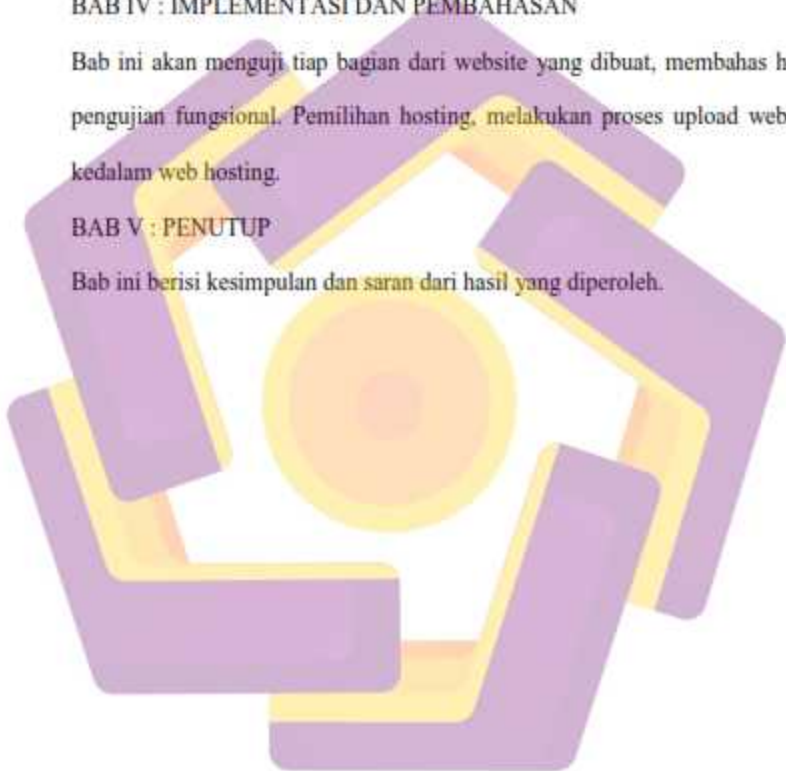 BAB IV : IMPLEMENTASI DAN PEMBAHASAN
Bab ini akan menguji tiap bagian dari website yang dibuat, membahas h
pengujian fungsional. Pemilihan hosting, melakukan proses upload web
kedalam web hosting.
BAB V : PENUTUP
Bab ini berisi kesimpulan dan saran dari hasil yang diperoleh.